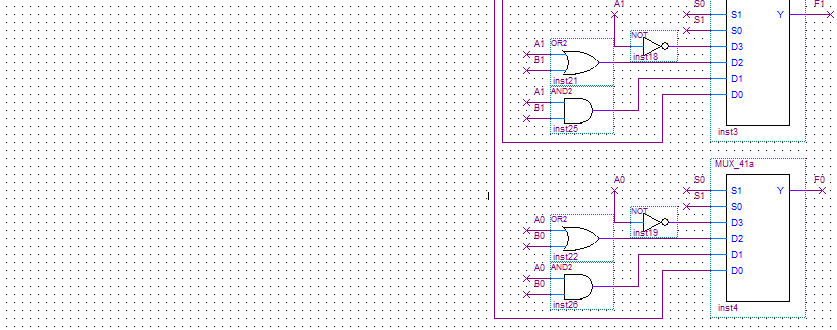 A1 S0 F1
S1 S1 Y
A1 OR2 NOT S0
B1 inst18 D3
inst21 D2
A1 AND2 D1
B1 D0
inst25 inst3
MUX_41a
A0 S0 F0
S1 S1 Y
A0 OR2 NOT S0
B0 inst19 D3
inst22 D2
A0 AND2 D1
B0 D0
inst26 inst4